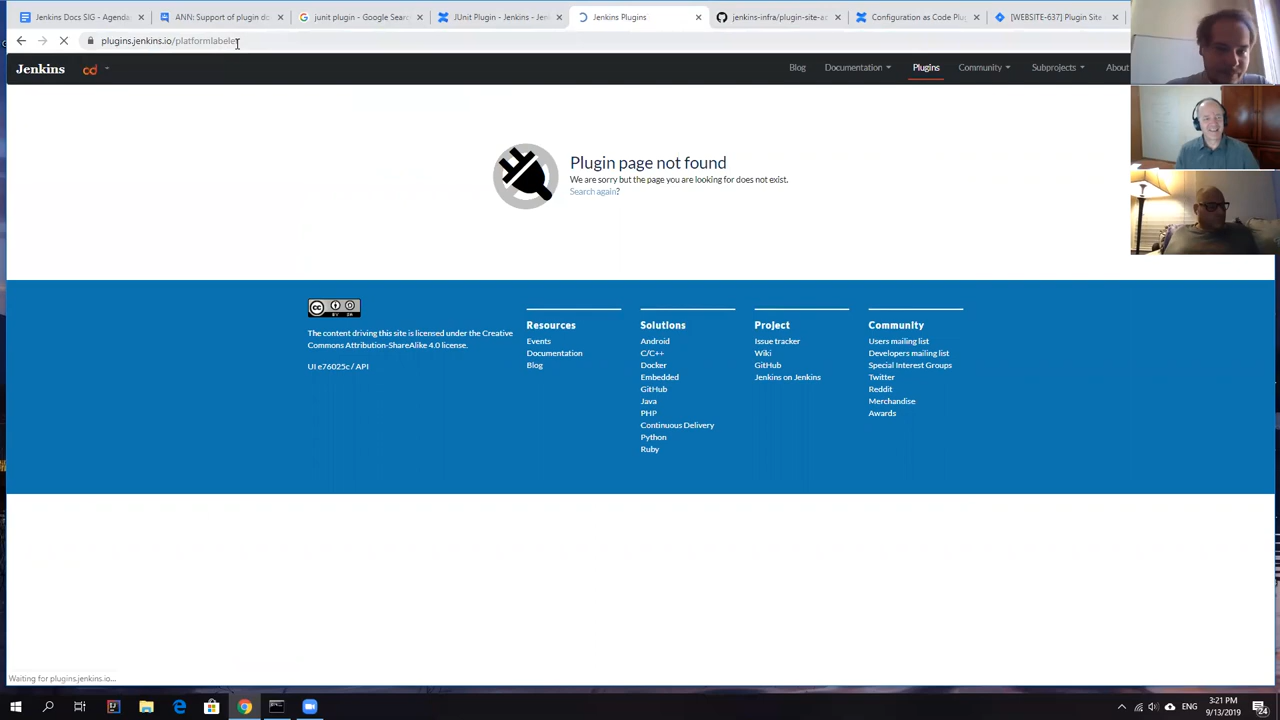 Jenkins Docs SIG - Agenda
ANN: Support of plugin do
junit plugin - Google Search
JUnit Plugin - Jenkins - Jen
Jenkins Plugins
jenkins-infra/plugin-site-a
Configuration as Code Plug
[WEBSITE-637] Plugin Site
plugins.jenkins.io/platformlabeler
Jenkins
cd
Blog
Documentation
Plugins
Community
Subprojects
About
Plugin page not found
We are sorry but the page you are looking for does not exist.
Search again?
The content driving this site is licensed under the Creative
Commons Attribution-ShareAlike 4.0 license.
UI e76025c / API
Resources
Events
Documentation
Blog
Solutions
Android
C/C++
Docker
Embedded
GitHub
Java
PHP
Continuous Delivery
Python
Ruby
Project
Issue tracker
Wiki
GitHub
Jenkins on Jenkins
Community
Users mailing list
Developers mailing list
Special Interest Groups
Twitter
Reddit
Merchandise
Awards
Waiting for plugins.jenkins.io...
ENG
3:21 PM
9/13/2019
24